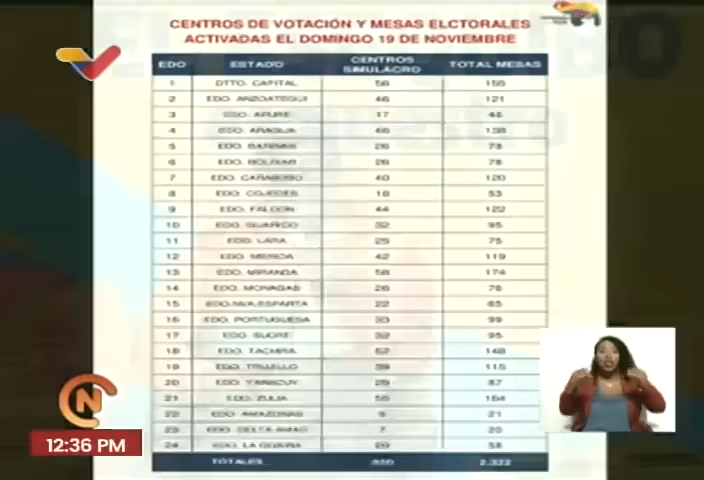 CENTROS DE VOTACIÓN Y MESAS ELCTORALES
ACTIVADAS EL DOMINGO 19 DE NOVIEMBRE
EDO ESTADO CENTROS SIMULACRO TOTAL MESAS
1 DTTO. CAPITAL 56 155
2 EDO. ANZOATEGUI 46 121
3 EDO. APURE 17
4 EDO. ARAGUA 46 138
5 EDO. BARINAS 26 78
6 EDO. BOLIVAR 26 78
7 EDO. CARABOBO 40 120
8 EDO. COJEDES 18 53
9 EDO. FALCON 44 122
10 EDO. GUARICO 32 95
11 EDO. LARA 25 75
12 EDO. MERIDA 42 119
13 EDO. MIRANDA 58 174
14 EDO. MONAGAS 26 76
15 EDO.NVA.ESPARTA 22 65
16 EDO. PORTUGUESA 33 99
17 EDO. SUCRE 32 95
18 EDO. TACHIRA 52 148
19 EDO. TRUJILLO 39 115
20 EDO. YARACUY 29 87
21 EDO. ZULIA 55 164
22 EDO. AMAZONAS 21
23 EDO. DELTA AMAC 7 20
24 EDO. LA GUAIRA 20 58
TOTALES 2.322
12:36 PM